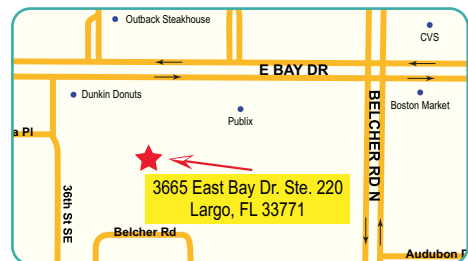 Outback Steakhouse
CVS
E BAY DR
Dunkin Donuts
Boston Market
Publix
BELCHER RD N
a Pl
36th St SE
3665 East Bay Dr. Ste. 220
Largo, FL 33771
Belcher Rd
Audubon D